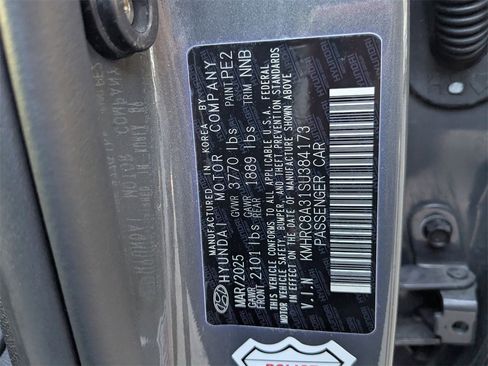 MANUFACTURED IN KOREA BY
HYUNDAI MOTOR COMPANY
MAR/2025 GVWR 3770 lbs PAINT PE2
GAWR FRONT 2101 lbs GAWR REAR 1889 lbs TRIM NNB
THIS VEHICLE CONFORMS TO ALL APPLICABLE U.S.A. FEDERAL
MOTOR VEHICLE SAFETY, BUMPER, AND THEFT PREVENTION STANDARDS
IN EFFECT ON THE DATE OF MANUFACTURE SHOWN ABOVE
V.I.N KMHRC8A31SU384173
PASSENGER CAR
POLICE